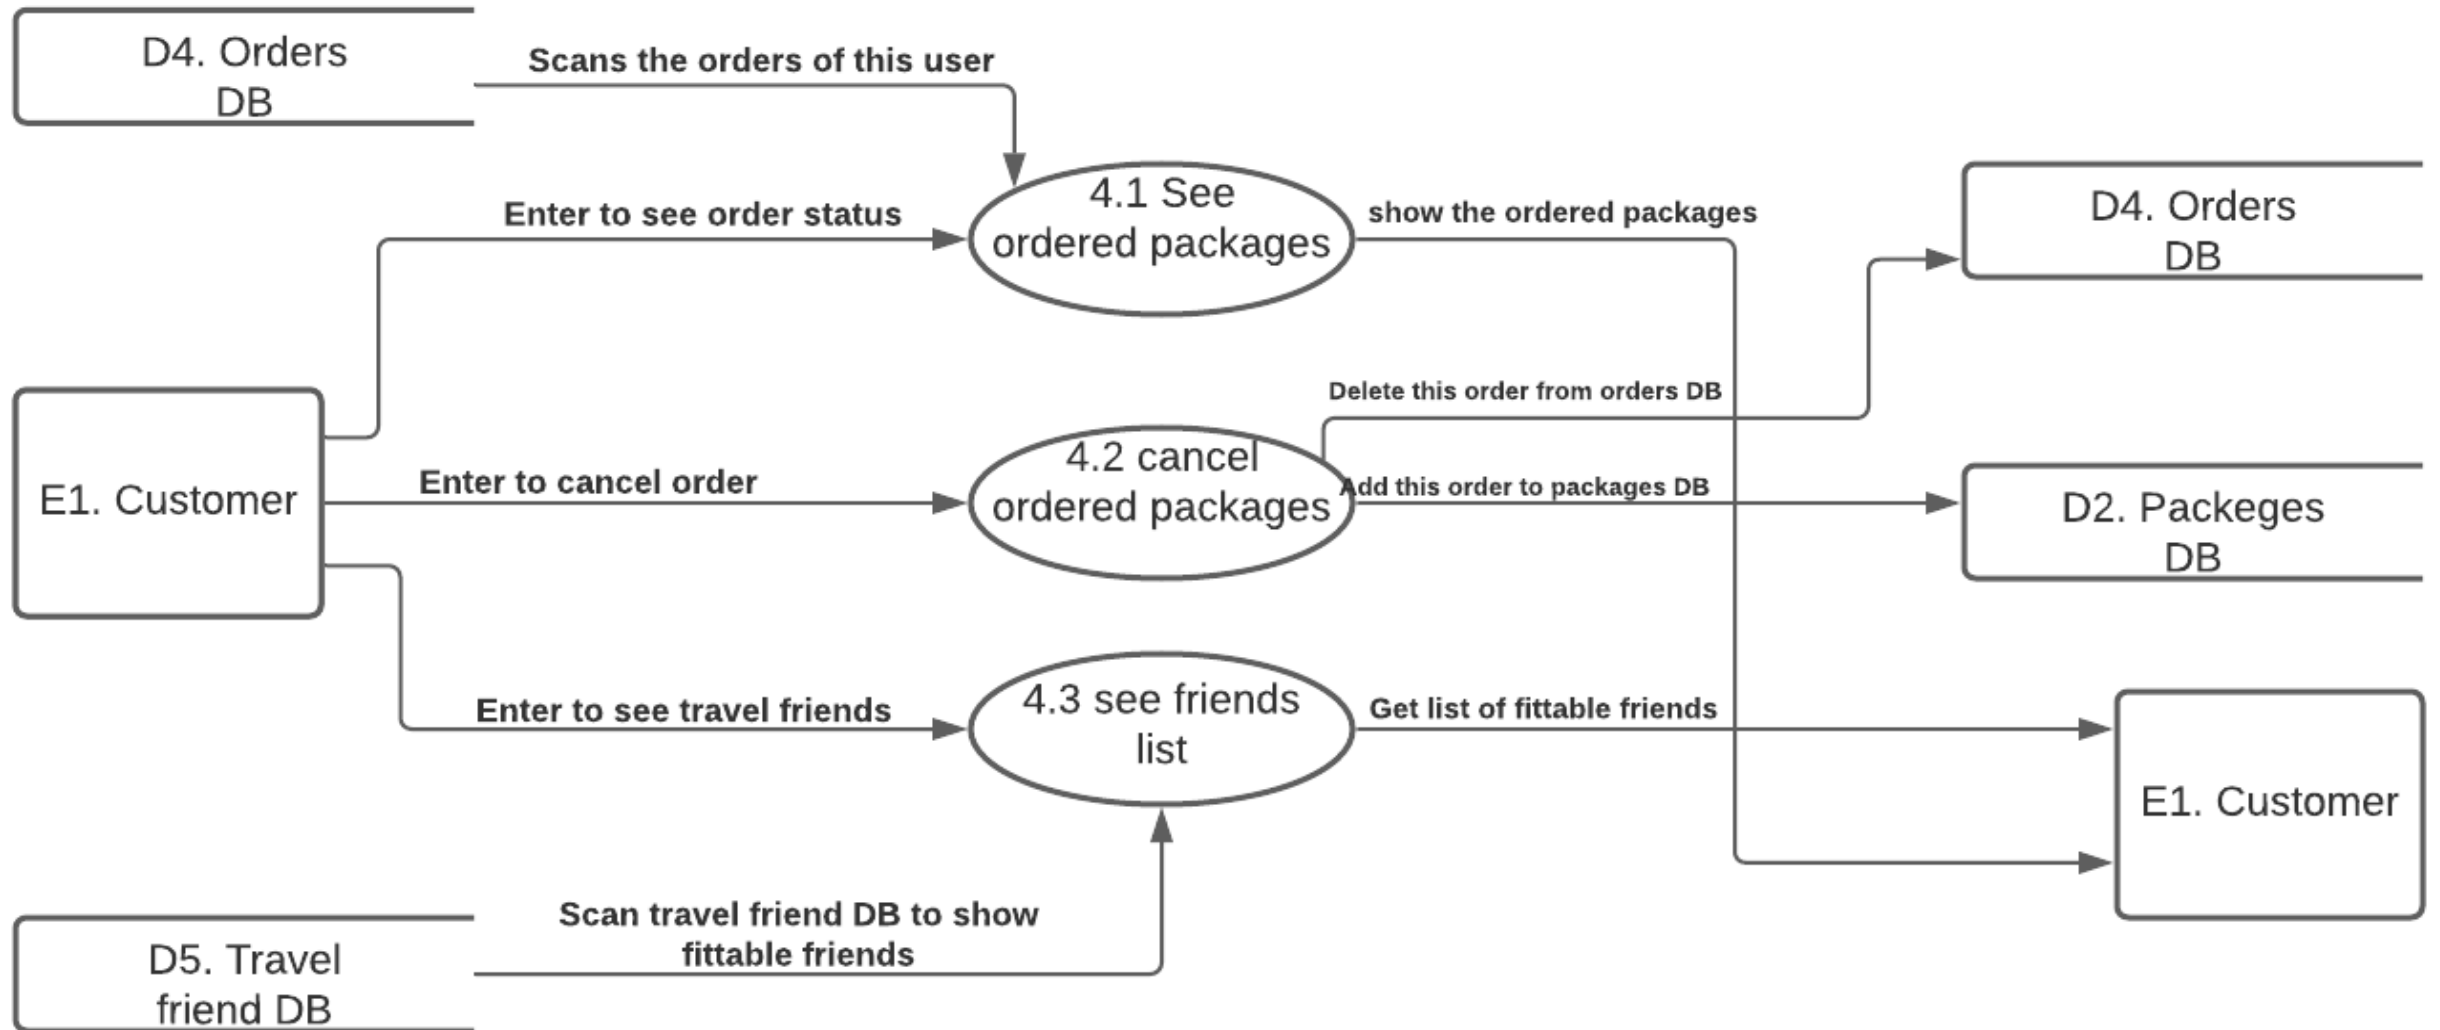 D4. Orders
DB
Scans the orders of this user
4.1 See
ordered packages
Enter to see order status
show the ordered packages
D4. Orders
DB
Delete this order from orders DB
E1. Customer
Enter to cancel order
4.2 cancel
ordered packages
Add this order to packages DB
D2. Packeges
DB
Enter to see travel friends
4.3 see friends
list
Get list of fittable friends
E1. Customer
Scan travel friend DB to show
fittable friends
D5. Travel
friend DB